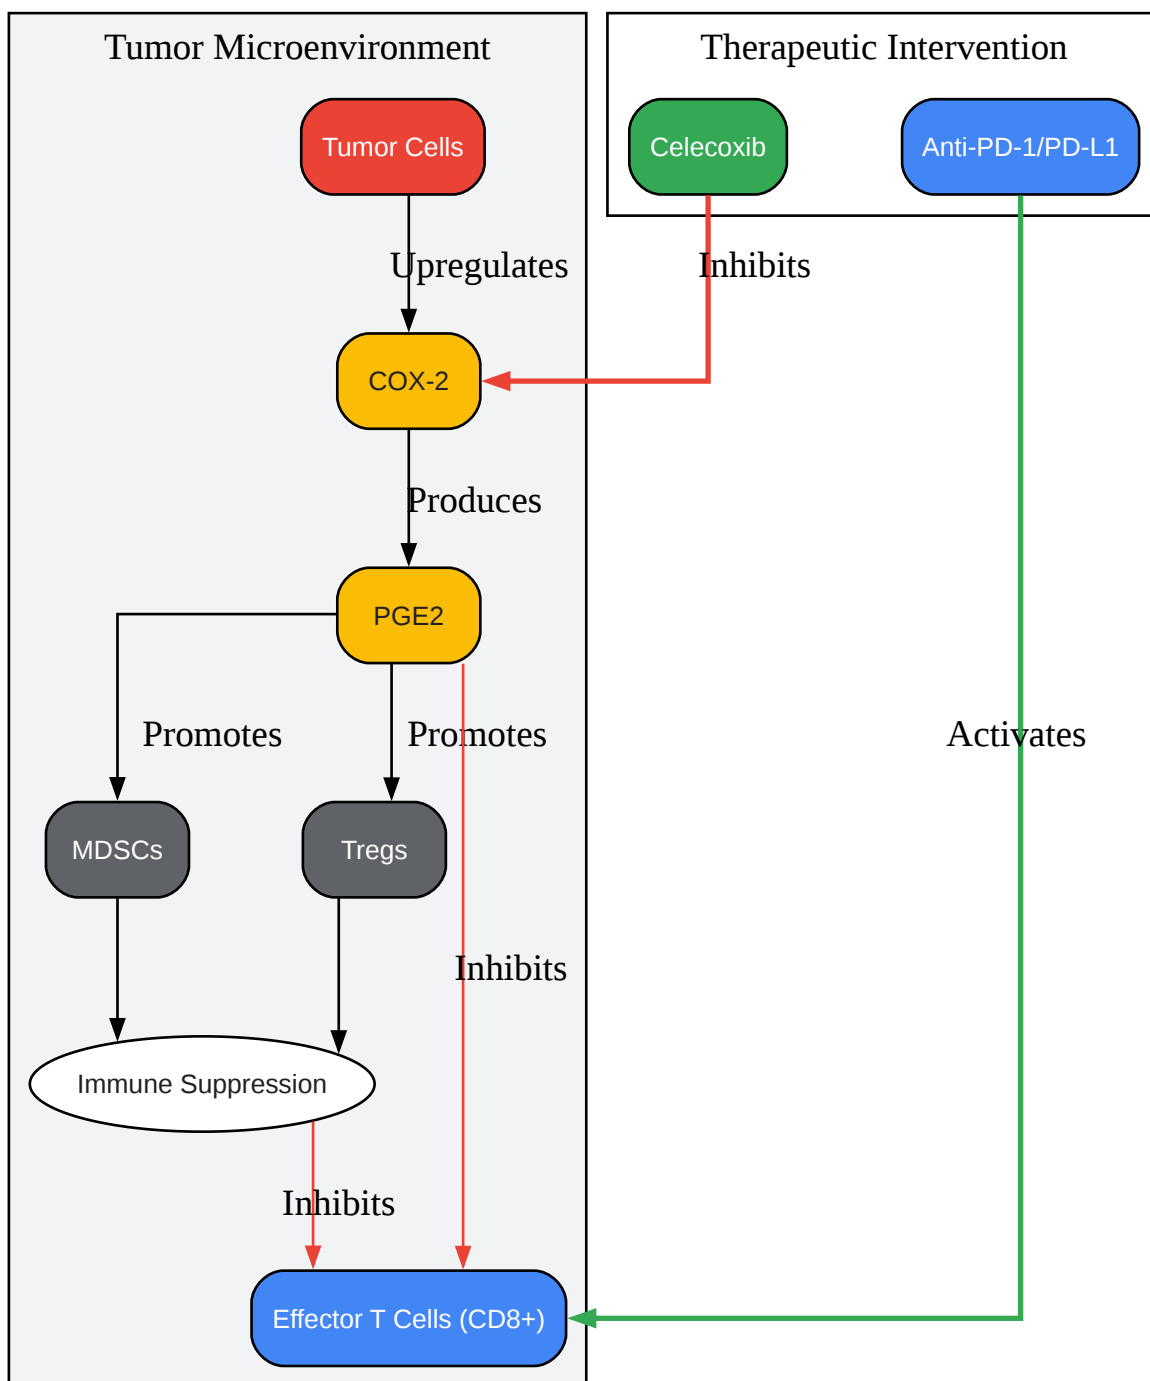 Tumor Microenvironment
Therapeutic Intervention
Tumor Cells
Celecoxib
Anti-PD-1/PD-L1
Upregulates
Inhibits
COX-2
Produces
PGE2
Promotes
Promotes
Activates
MDSCs
Tregs
Inhibits
Immune Suppression
Inhibits
Effector T Cells (CD8+)